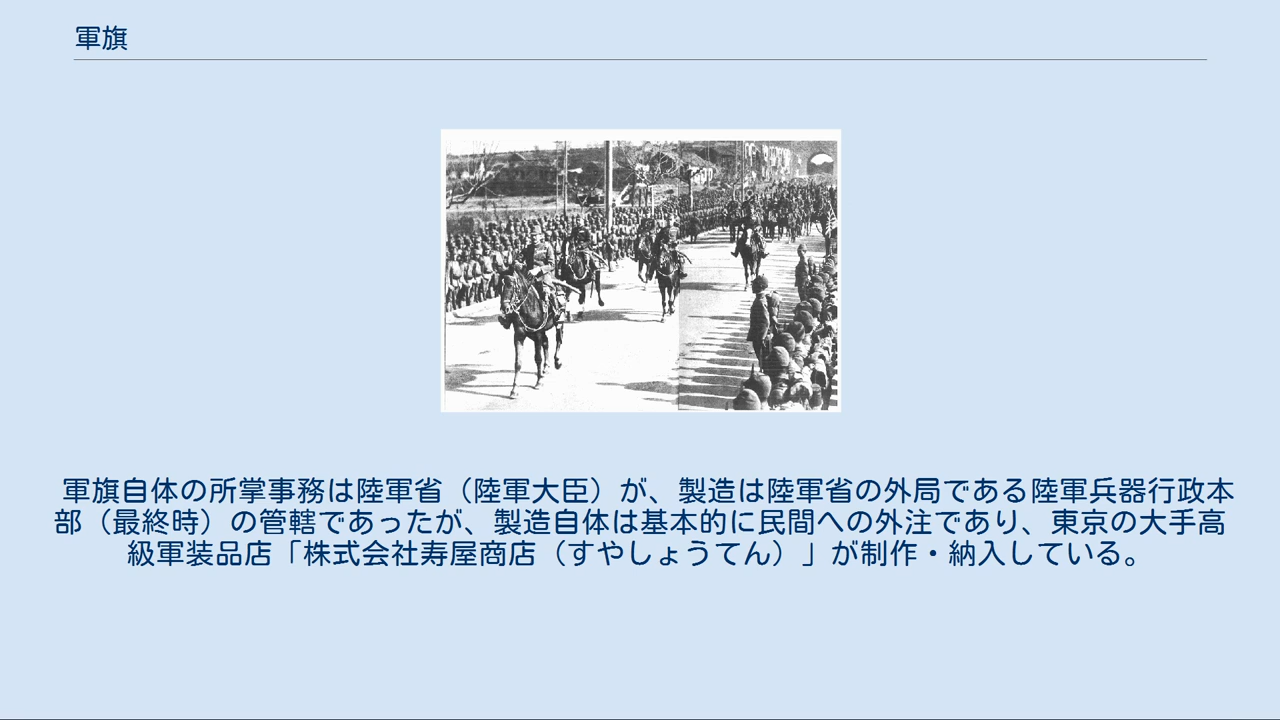 軍旗
軍旗自体の所掌事務は陸軍省（陸軍大臣）が、製造は陸軍省の外局である陸軍兵器行政本
部（最終時）の管轄であったが、製造自体は基本的に民間への外注であり、東京の大手高
級軍装品店「株式会社寿屋商店（すやしょうてん）」が制作・納入している。